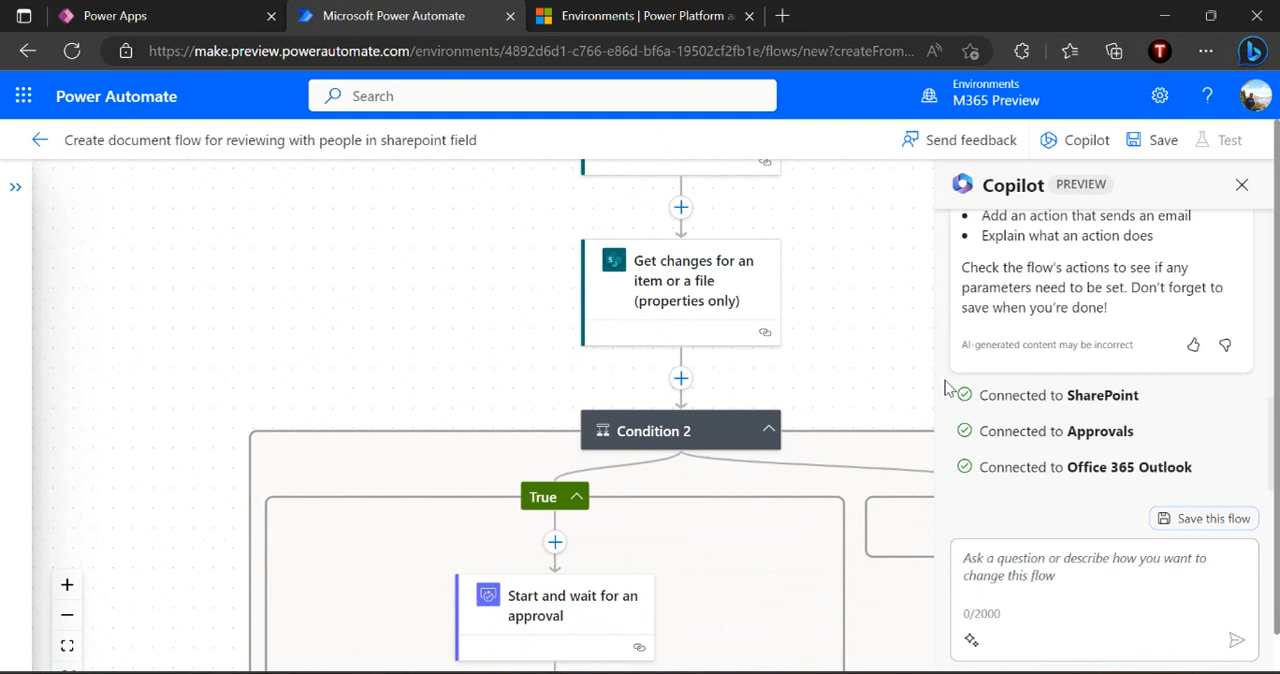 Power Apps
Microsoft Power Automate
Environments | Power Platform a
https://make.preview.powerautomate.com/environments/4892d6d1-c766-e86d-bf6a-19502cf2fb1e/flows/new?createFrom...
Power Automate
Search
Environments
M365 Preview
Create document flow for reviewing with people in sharepoint field
Send feedback
Copilot
Save
Test
Get changes for an
item or a file
(properties only)
Condition 2
True
Start and wait for an
approval
Copilot PREVIEW
• Add an action that sends an email
• Explain what an action does
Check the flow's actions to see if any
parameters need to be set. Don't forget to
save when you're done!
AI-generated content may be incorrect
Connected to SharePoint
Connected to Approvals
Connected to Office 365 Outlook
Save this flow
Ask a question or describe how you want to
change this flow
0/2000